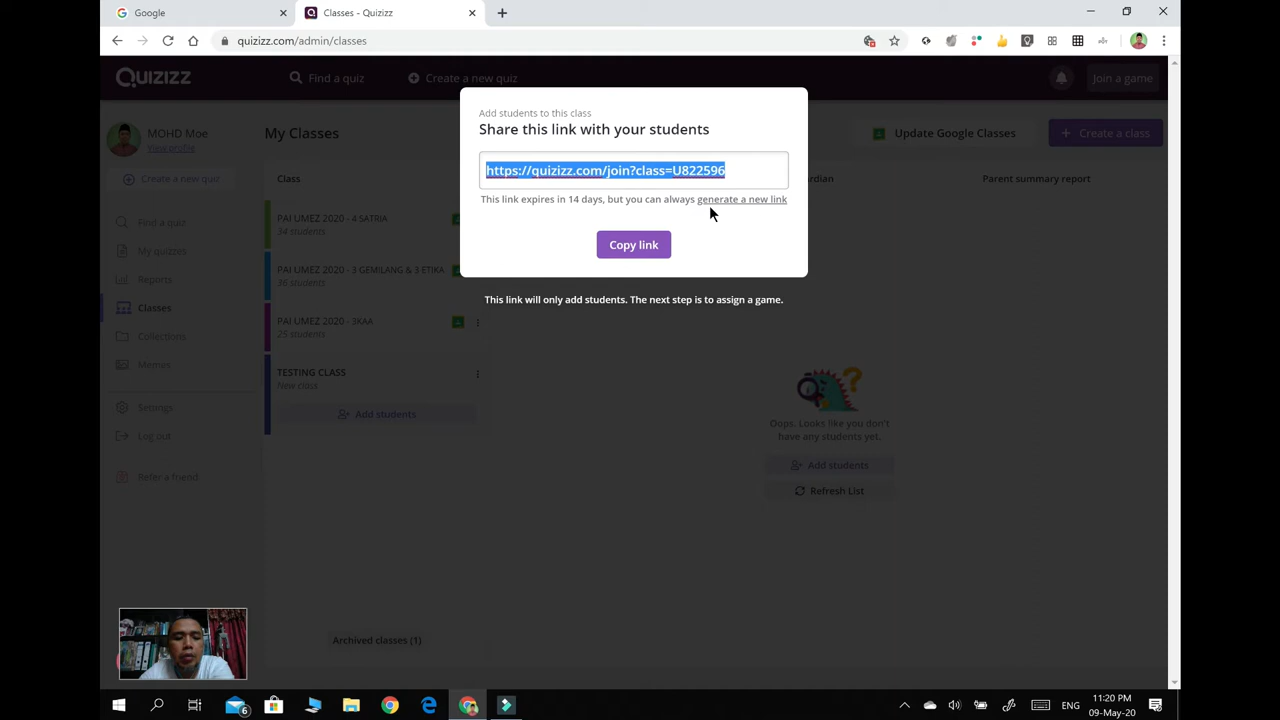 Google
Classes - Quizizz
quizizz.com/admin/classes
QUIZIZZ
Find a quiz
Create a new quiz
Join a game
Add students to this class
Share this link with your students
https://quizizz.com/join?class=U822596
This link expires in 14 days, but you can always generate a new link
Copy link
This link will only add students. The next step is to assign a game.
MOHD Moe
View profile
Create a new quiz
Find a quiz
My quizzes
Reports
Classes
Collections
Memes
Settings
Log out
Refer a friend
My Classes
Update Google Classes
Create a class
Class
Parent summary report
PAI UMEZ 2020 - 4 SATRIA
34 students
PAI UMEZ 2020 - 3 GEMILANG & 3 ETIKA
36 students
PAI UMEZ 2020 - 3KAA
25 students
TESTING CLASS
New class
Add students
Oops. Looks like you don't
have any students yet.
Add students
Refresh List
Archived classes (1)
6
ENG
11:20 PM
09-May-20